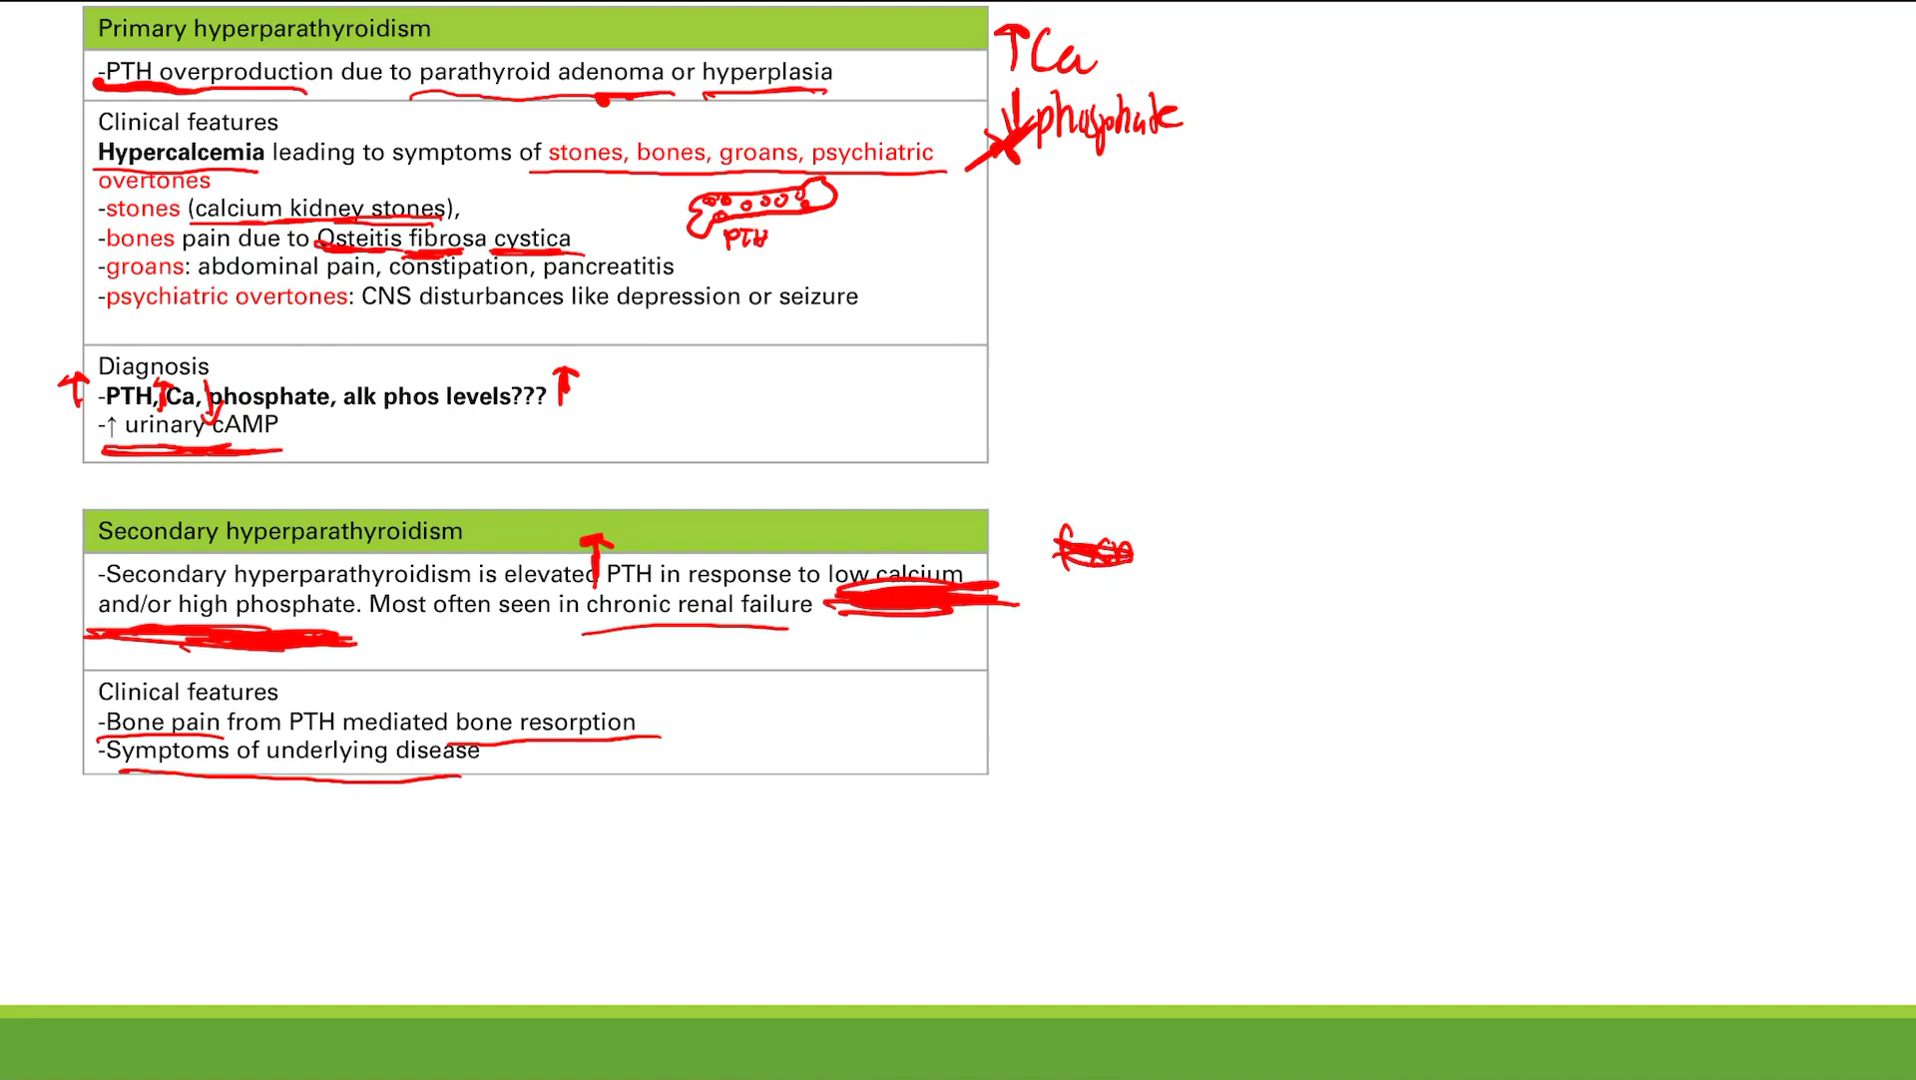 Primary hyperparathyroidism
-PTH overproduction due to parathyroid adenoma or hyperplasia
↑Ca
↓phosphate
Clinical features
Hypercalcemia leading to symptoms of stones, bones, groans, psychiatric
overtones
-stones (calcium kidney stones),
-bones pain due to Osteitis fibrosa cystica
PTH
-groans: abdominal pain, constipation, pancreatitis
-psychiatric overtones: CNS disturbances like depression or seizure
Diagnosis
-PTH, Ca, phosphate, alk phos levels???
-↑ urinary cAMP
Secondary hyperparathyroidism
-Secondary hyperparathyroidism is elevated PTH in response to low calcium
and/or high phosphate. Most often seen in chronic renal failure
Clinical features
-Bone pain from PTH mediated bone resorption
-Symptoms of underlying disease